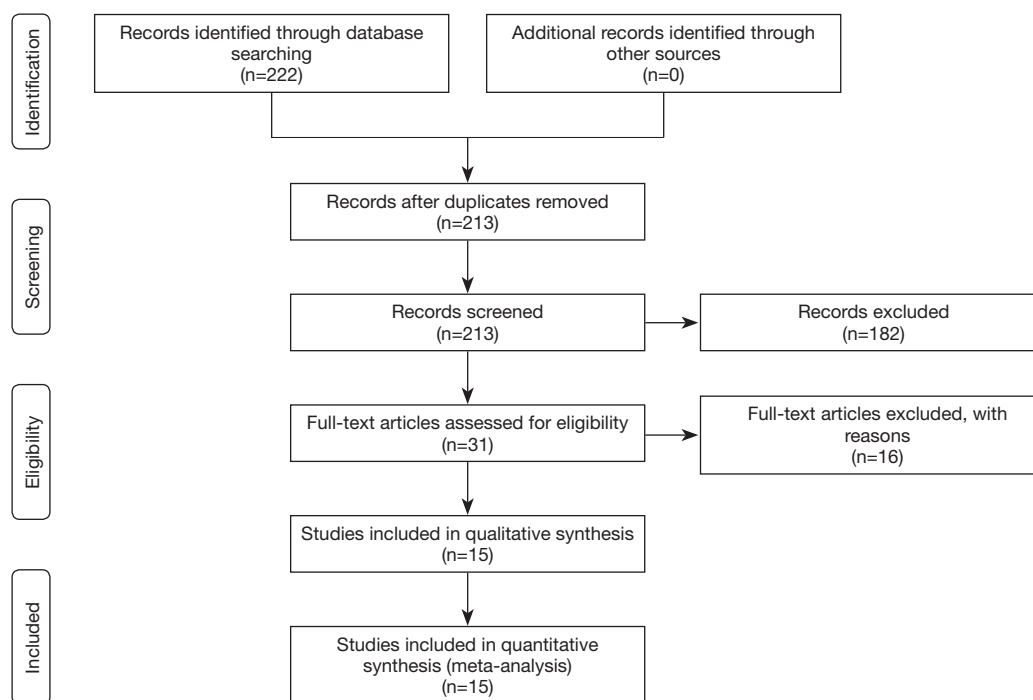 Identification
Records identified through database
searching
(n=222)
Additional records identified through
other sources
(n=0)
Screening
Records after duplicates removed
(n=213)
Records screened
(n=213)
Records excluded
(n=182)
Eligibility
Full-text articles assessed for eligibility
(n=31)
Full-text articles excluded, with
reasons
(n=16)
Studies included in qualitative synthesis
(n=15)
Included
Studies included in quantitative
synthesis (meta-analysis)
(n=15)